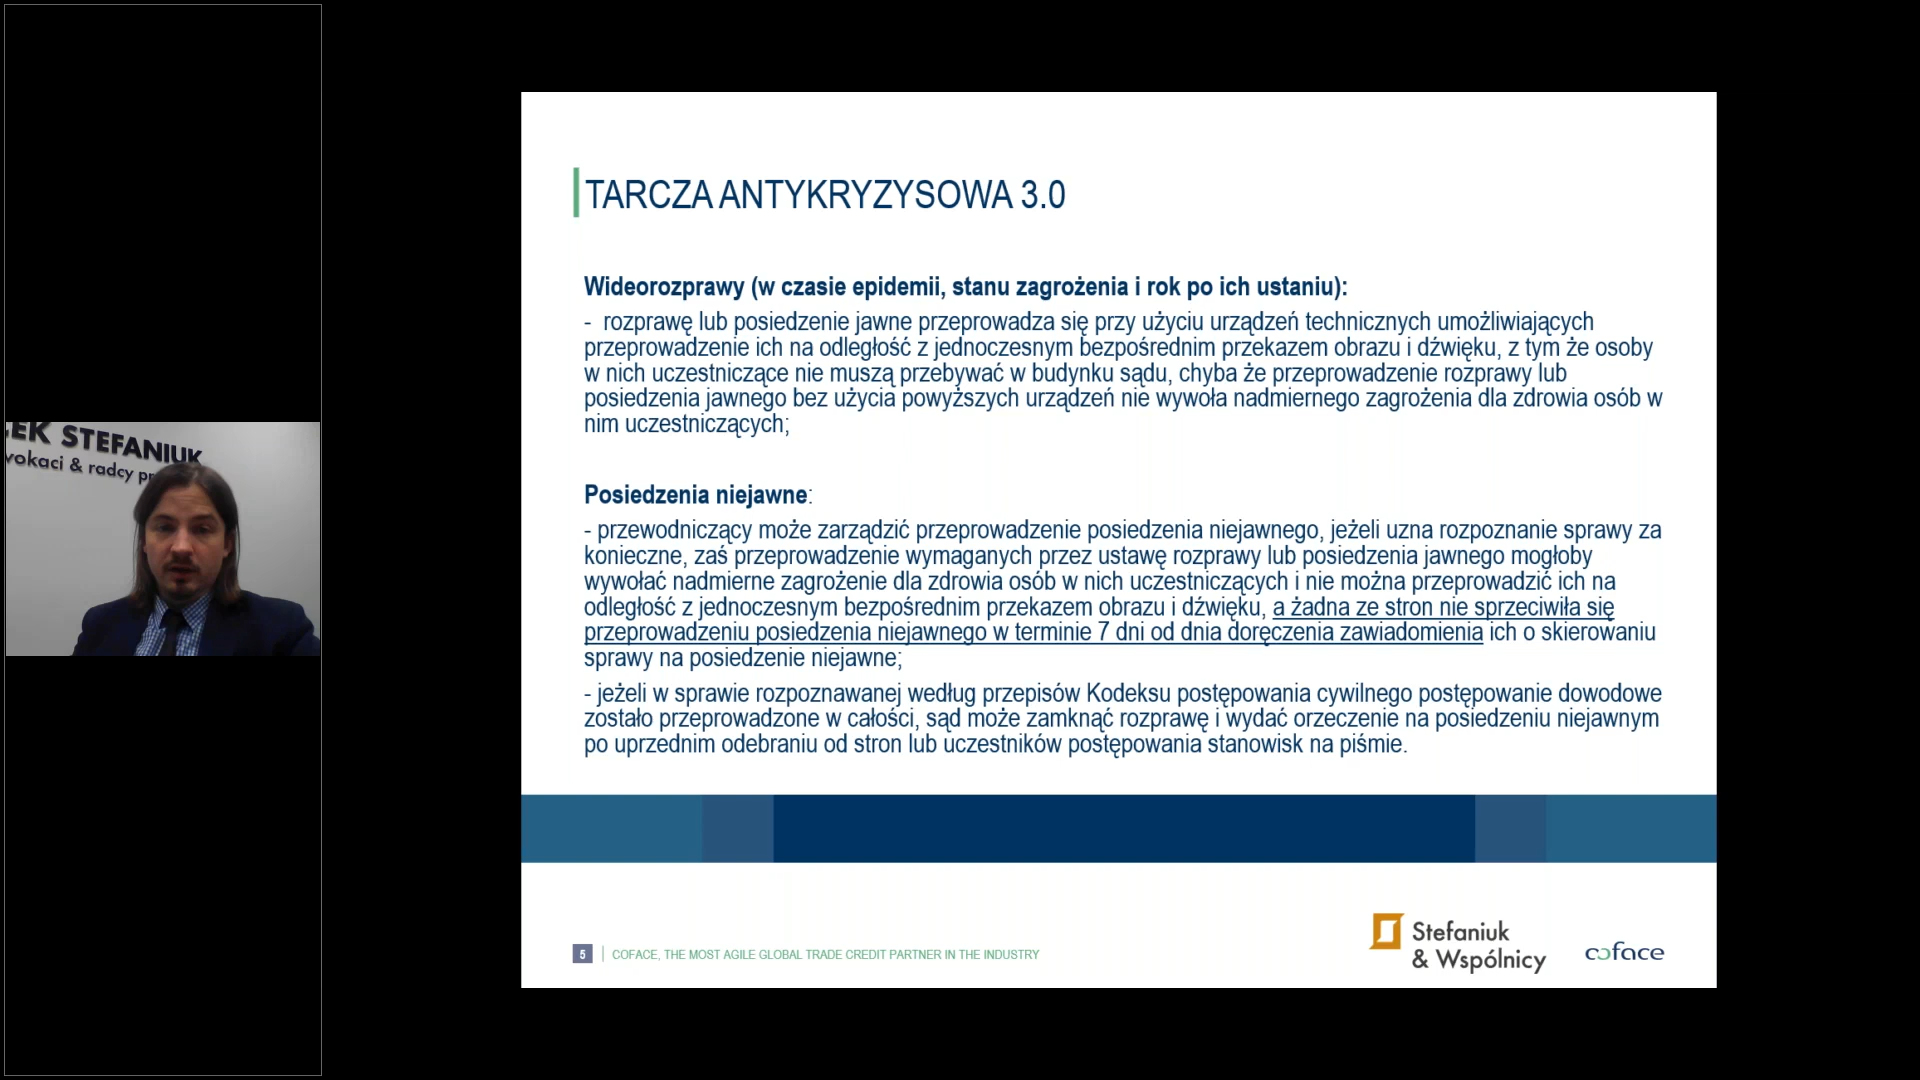 EK STEFANIUK
wokaci & radcy pr
TARCZA ANTYKRYZYSOWA 3.0
Wideorozprawy (w czasie epidemii, stanu zagrożenia i rok po ich ustaniu):
- rozprawę lub posiedzenie jawne przeprowadza się przy użyciu urządzeń technicznych umożliwiających
przeprowadzenie ich na odległość z jednoczesnym bezpośrednim przekazem obrazu i dźwięku, z tym że osoby
w nich uczestniczące nie muszą przebywać w budynku sądu, chyba że przeprowadzenie rozprawy lub
posiedzenia jawnego bez użycia powyższych urządzeń nie wywoła nadmiernego zagrożenia dla zdrowia osób w
nim uczestniczących;
Posiedzenia niejawne:
- przewodniczący może zarządzić przeprowadzenie posiedzenia niejawnego, jeżeli uzna rozpoznanie sprawy za
konieczne, zaś przeprowadzenie wymaganych przez ustawę rozprawy lub posiedzenia jawnego mogłoby
wywołać nadmierne zagrożenie dla zdrowia osób w nich uczestniczących i nie można przeprowadzić ich na
odległość z jednoczesnym bezpośrednim przekazem obrazu i dźwięku, a żadna ze stron nie sprzeciwiła się
przeprowadzeniu posiedzenia niejawnego w terminie 7 dni od dnia doręczenia zawiadomienia ich o skierowaniu
sprawy na posiedzenie niejawne;
- jeżeli w sprawie rozpoznawanej według przepisów Kodeksu postępowania cywilnego postępowanie dowodowe
zostało przeprowadzone w całości, sąd może zamknąć rozprawę i wydać orzeczenie na posiedzeniu niejawnym
po uprzednim odebraniu od stron lub uczestników postępowania stanowisk na piśmie.
5 COFACE, THE MOST AGILE GLOBAL TRADE CREDIT PARTNER IN THE INDUSTRY
Stefaniuk
& Wspólnicy
coface